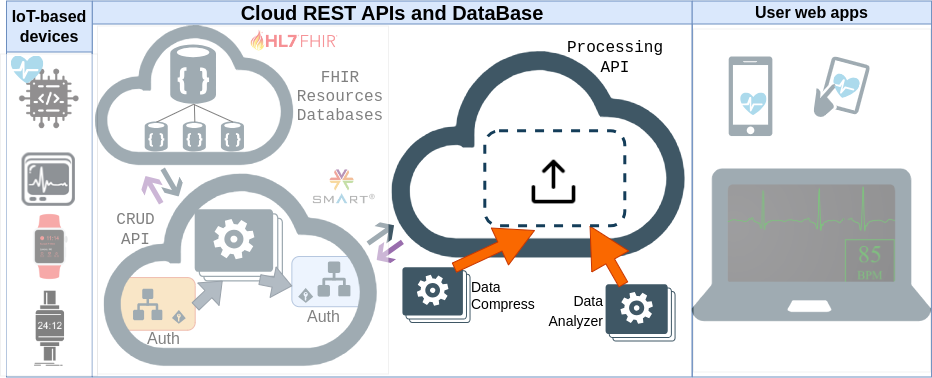 IoT-based
devices
Cloud REST APIs and DataBase
User web apps
HL7 FHIR®
FHIR
Resources
Databases
Processing
API
SMART®
CRUD
API
Auth
Auth
Data
Compress
Data
Analyzer
24:12
85
BPM